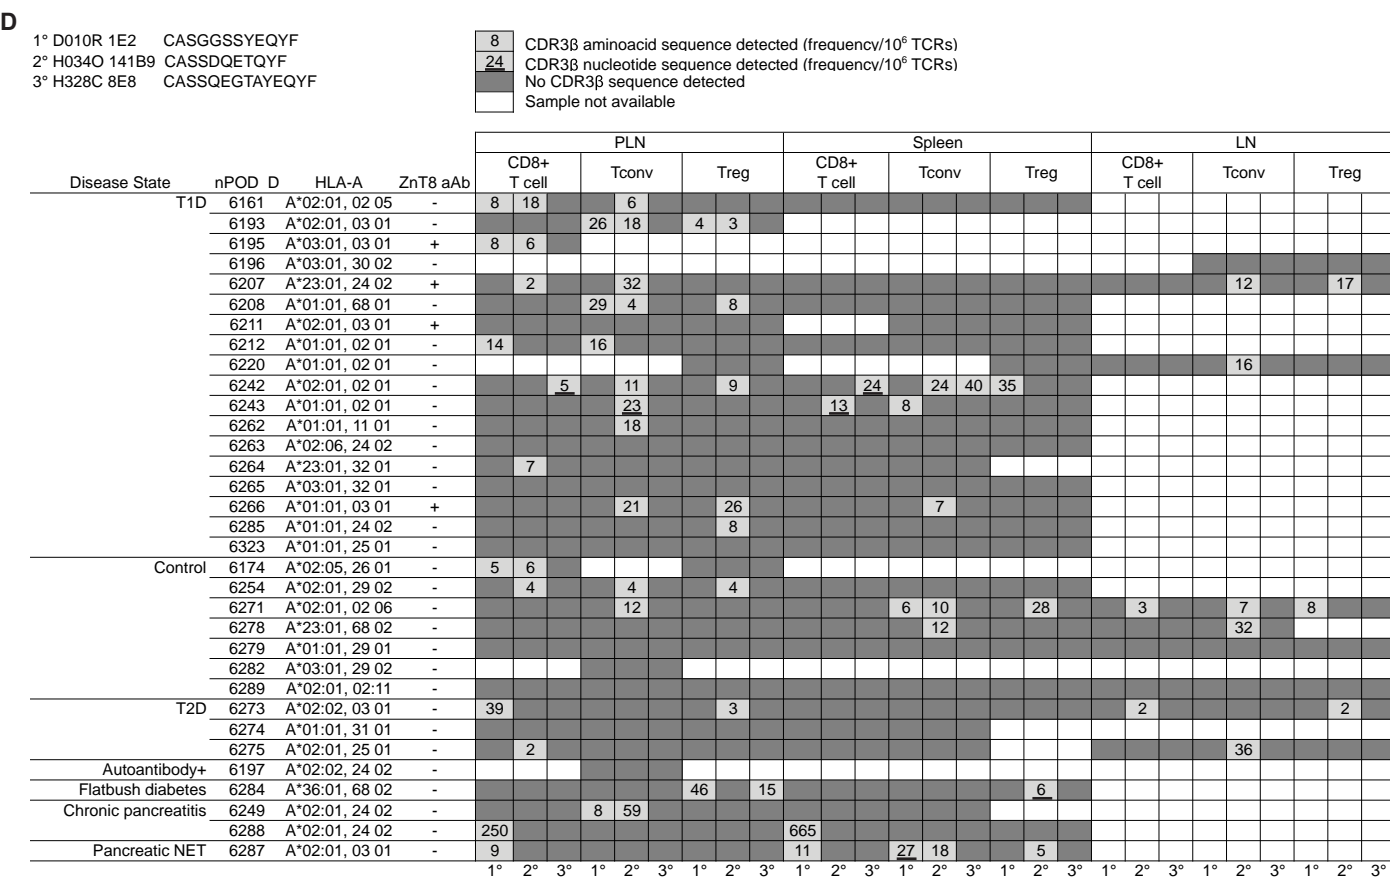 D
1° D010R 1E2 CASGGSSYEQYF
2° H034O 141B9 CASSDQETQYF
3° H328C 8E8 CASSQEGTAYEQYF
8 CDR3β aminoacid sequence detected (frequency/10⁶ TCRs)
24 CDR3β nucleotide sequence detected (frequency/10⁶ TCRs)
No CDR3β sequence detected
Sample not available
PLN Spleen LN
CD8+ T cell Tconv Treg CD8+ T cell Tconv Treg CD8+ T cell Tconv Treg
Disease State nPOD D HLA-A ZnT8 aAb
T1D 6161 A*02:01, 02 05 - 8 18 6
6193 A*02:01, 03 01 - 26 18 4 3
6195 A*03:01, 03 01 + 8 6
6196 A*03:01, 30 02 -
6207 A*23:01, 24 02 + 2 32 12 17
6208 A*01:01, 68 01 - 29 4 8
6211 A*02:01, 03 01 +
6212 A*01:01, 02 01 - 14 16
6220 A*01:01, 02 01 - 16
6242 A*02:01, 02 01 - 5 11 9 24 24 40 35
6243 A*01:01, 02 01 - 23 13 8
6262 A*01:01, 11 01 - 18
6263 A*02:06, 24 02 -
6264 A*23:01, 32 01 - 7
6265 A*03:01, 32 01 -
6266 A*01:01, 03 01 + 21 26 7
6285 A*01:01, 24 02 - 8
6323 A*01:01, 25 01 -
Control 6174 A*02:05, 26 01 - 5 6
6254 A*02:01, 29 02 - 4 4 4
6271 A*02:01, 02 06 - 12 6 10 28 3 7 8
6278 A*23:01, 68 02 - 12 32
6279 A*01:01, 29 01 -
6282 A*03:01, 29 02 -
6289 A*02:01, 02:11 -
T2D 6273 A*02:02, 03 01 - 39 3 2 2
6274 A*01:01, 31 01 -
6275 A*02:01, 25 01 - 2 36
Autoantibody+ 6197 A*02:02, 24 02 -
Flatbush diabetes 6284 A*36:01, 68 02 - 46 15 6
Chronic pancreatitis 6249 A*02:01, 24 02 - 8 59
6288 A*02:01, 24 02 - 250 665
Pancreatic NET 6287 A*02:01, 03 01 - 9 11 27 18 5
1° 2° 3° 1° 2° 3° 1° 2° 3° 1° 2° 3° 1° 2° 3° 1° 2° 3° 1° 2° 3° 1° 2° 3° 1° 2° 3°